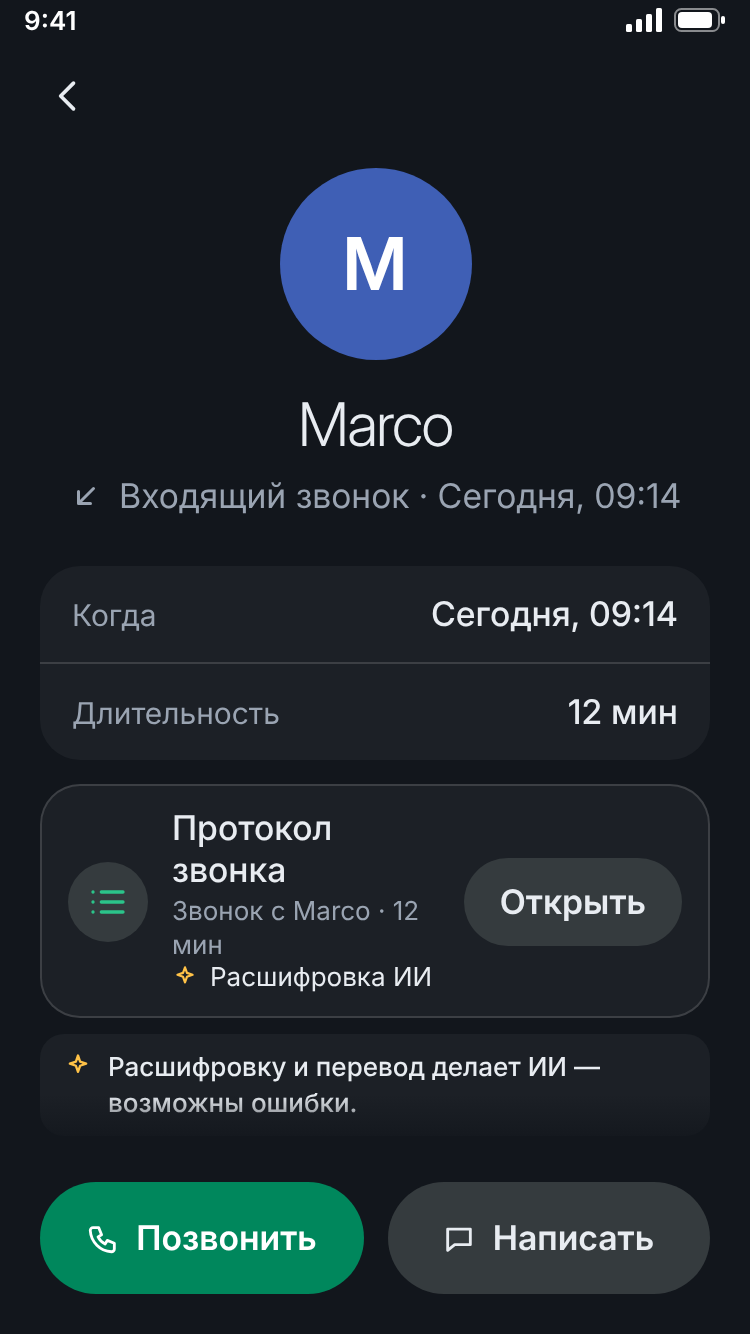 9:41
M
Marco
Входящий звонок · Сегодня, 09:14
Когда
Сегодня, 09:14
Длительность
12 мин
Протокол
звонка
Звонок с Marco · 12
мин
Расшифровка ИИ
Открыть
Расшифровку и перевод делает ИИ —
возможны ошибки.
Позвонить
Написать